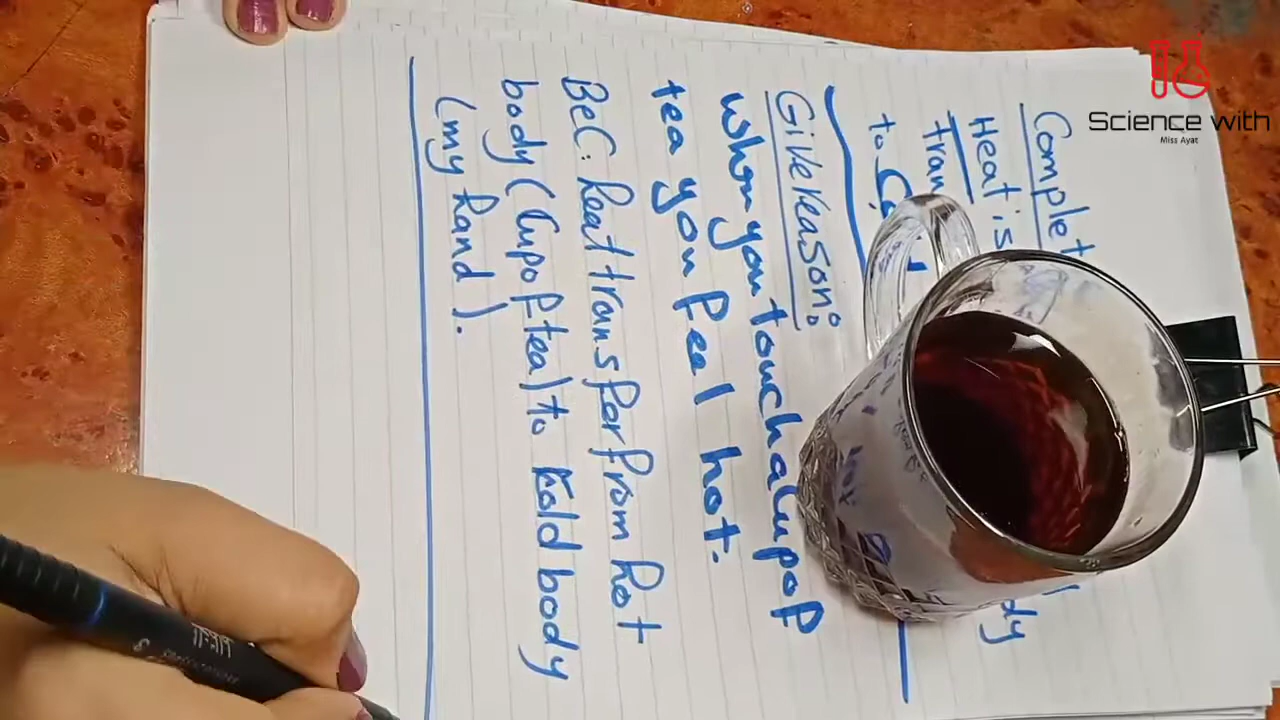 Science with
Miss Ayat
Complet
Heat is
tran
to
dy
Give reason:
when you touch a cup of
tea you feel hot.
BeC: heat transfer from hot
body (Cup of tea) to cold body
(my hand).